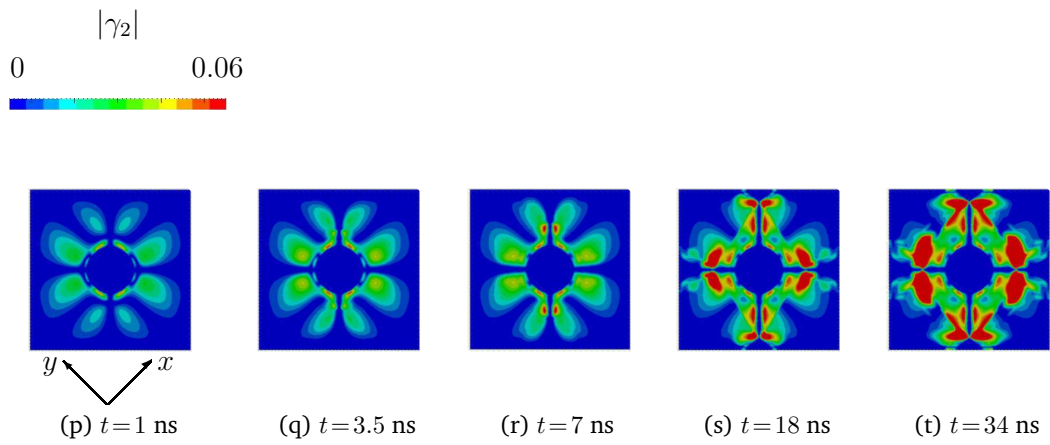 |γ₂|
0 0.06
y x
(p) t=1 ns (q) t=3.5 ns (r) t=7 ns (s) t=18 ns (t) t=34 ns